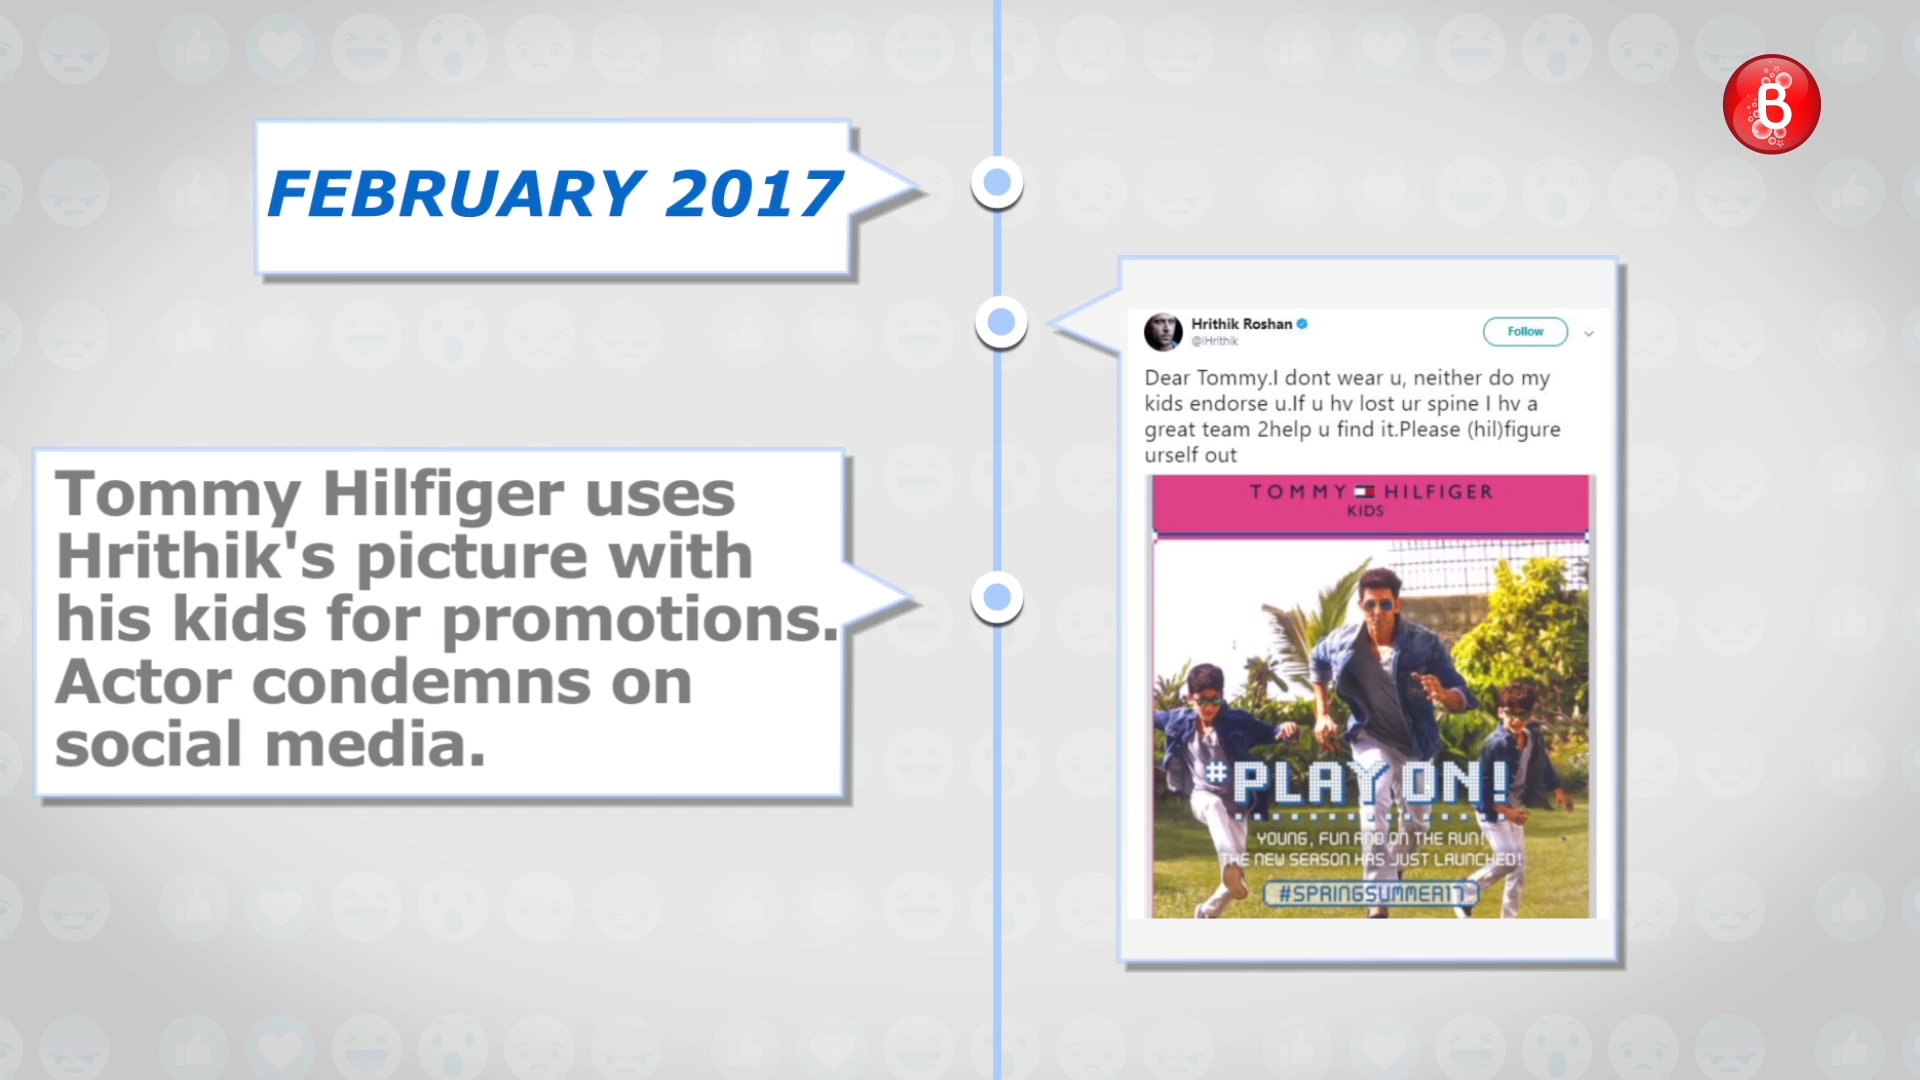 FEBRUARY 2017
B
Hrithik Roshan
@iHrithik
Follow
Dear Tommy.I dont wear u, neither do my
kids endorse u.If u hv lost ur spine I hv a
great team 2help u find it.Please (hil)figure
urself out
TOMMY HILFIGER
KIDS
#PLAY ON!
YOUNG, FUN AND ON THE RUN!
THE NEW SEASON HAS JUST LAUNCHED!
#SPRINGSUMMER17
Tommy Hilfiger uses
Hrithik's picture with
his kids for promotions.
Actor condemns on
social media.